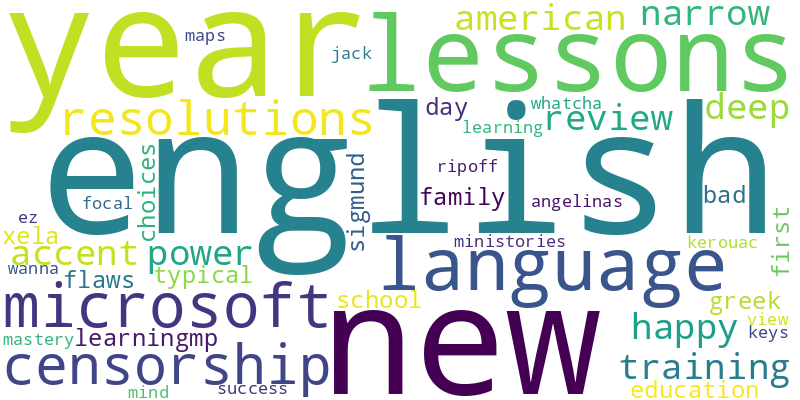 year
maps
jack
lessons
american
narrow
resolutions
day
whatcha
learning
review
deep
english
choices
sigmund
ripoff
family
angelinas
bad
focal
ez
xela
accent
power
wanna
flaws
typical
ministories
language
kerouac
first
microsoft
school
new
greek
view
happy
keys
mastery
learningmp
censorship
success
mind
training
education